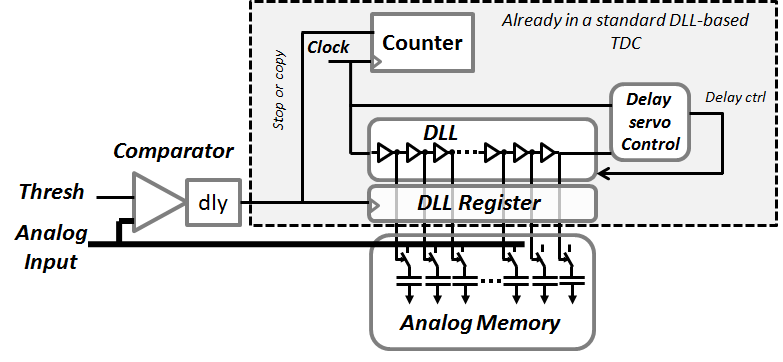 Already in a standard DLL-based
TDC
Counter
Clock
Stop or copy
Delay
servo
Control
Delay ctrl
DLL
Comparator
Thresh
dly
DLL Register
Analog
Input
Analog Memory